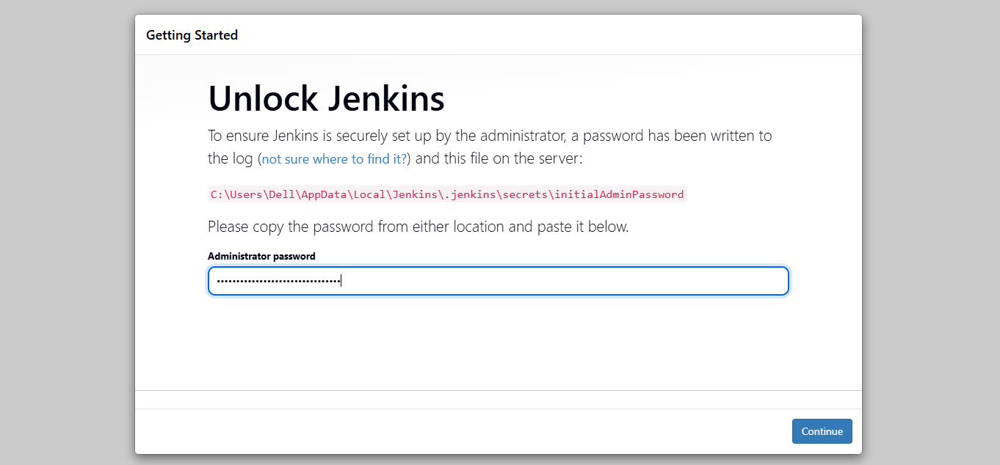 Getting Started
Unlock Jenkins
To ensure Jenkins is securely set up by the administrator, a password has been written to
the log (not sure where to find it?) and this file on the server:
C:\Users\Dell\AppData\Local\Jenkins\.jenkins\secrets\initialAdminPassword
Please copy the password from either location and paste it below.
Administrator password
••••••••••••••••••••••••••••••••
Continue